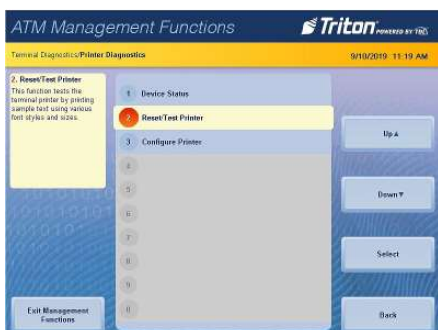 ATM Management Functions
Triton POWERED BY
Terminal Diagnostics/Printer Diagnostics
9/10/2019 11:19 AM
2. Reset/Test Printer
This function tests the
terminal printer by printing
sample text using various
font styles and sizes.
1 Device Status
2 Reset/Test Printer
3 Configure Printer
4
5
6
7
8
9
0
Up ▲
Down ▼
Select
Back
Exit Management
Functions